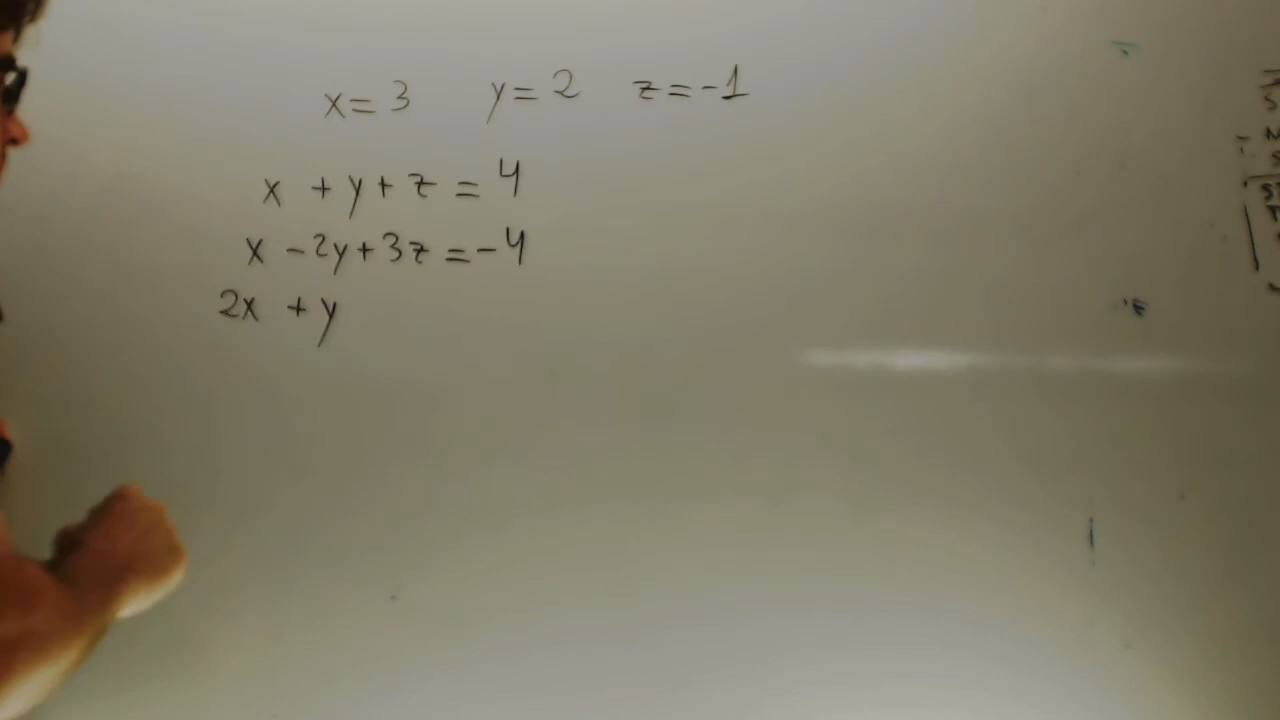 x = 3 y = 2 z = -1
x + y + z = 4
x - 2y + 3z = -4
2x + y